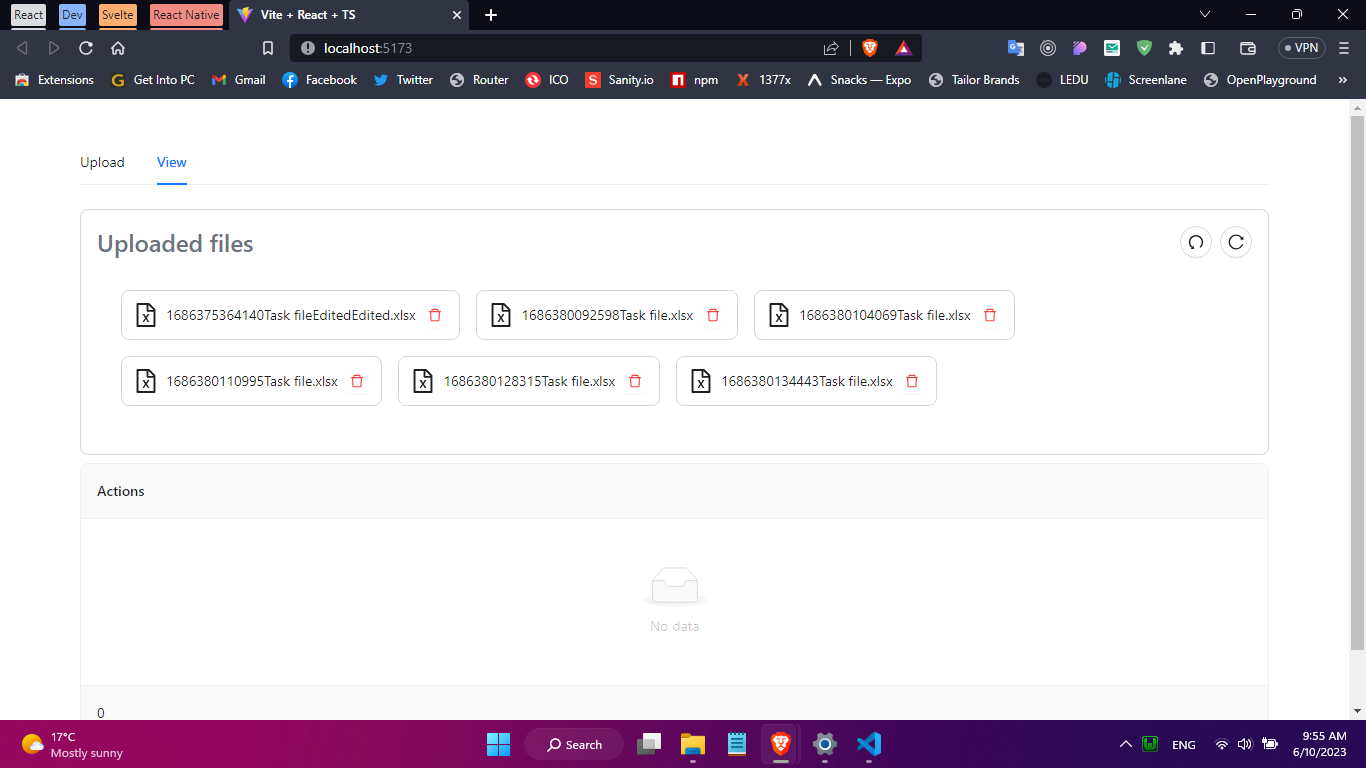 React Dev Svelte React Native Vite + React + TS
localhost:5173 VPN
Extensions Get Into PC Gmail Facebook Twitter Router ICO Sanity.io npm 1377x Snacks — Expo Tailor Brands LEDU Screenlane OpenPlayground »
Upload View
Uploaded files
1686375364140Task fileEditedEdited.xlsx 1686380092598Task file.xlsx 1686380104069Task file.xlsx
1686380110995Task file.xlsx 1686380128315Task file.xlsx 1686380134443Task file.xlsx
Actions
No data
0
17°C
Mostly sunny
Search
ENG
9:55 AM
6/10/2023